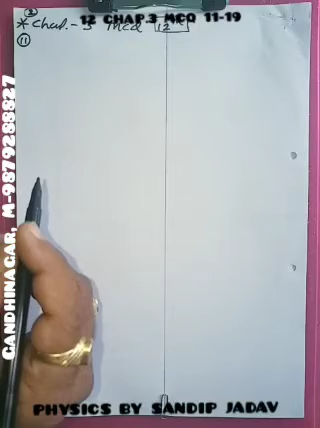 12 CHAP.3 MCQ 11-19
②
* Chap.-3 MCQ 12
⑪
GANDHINAGAR, M-9879288827
PHYSICS BY SANDIP JADAV